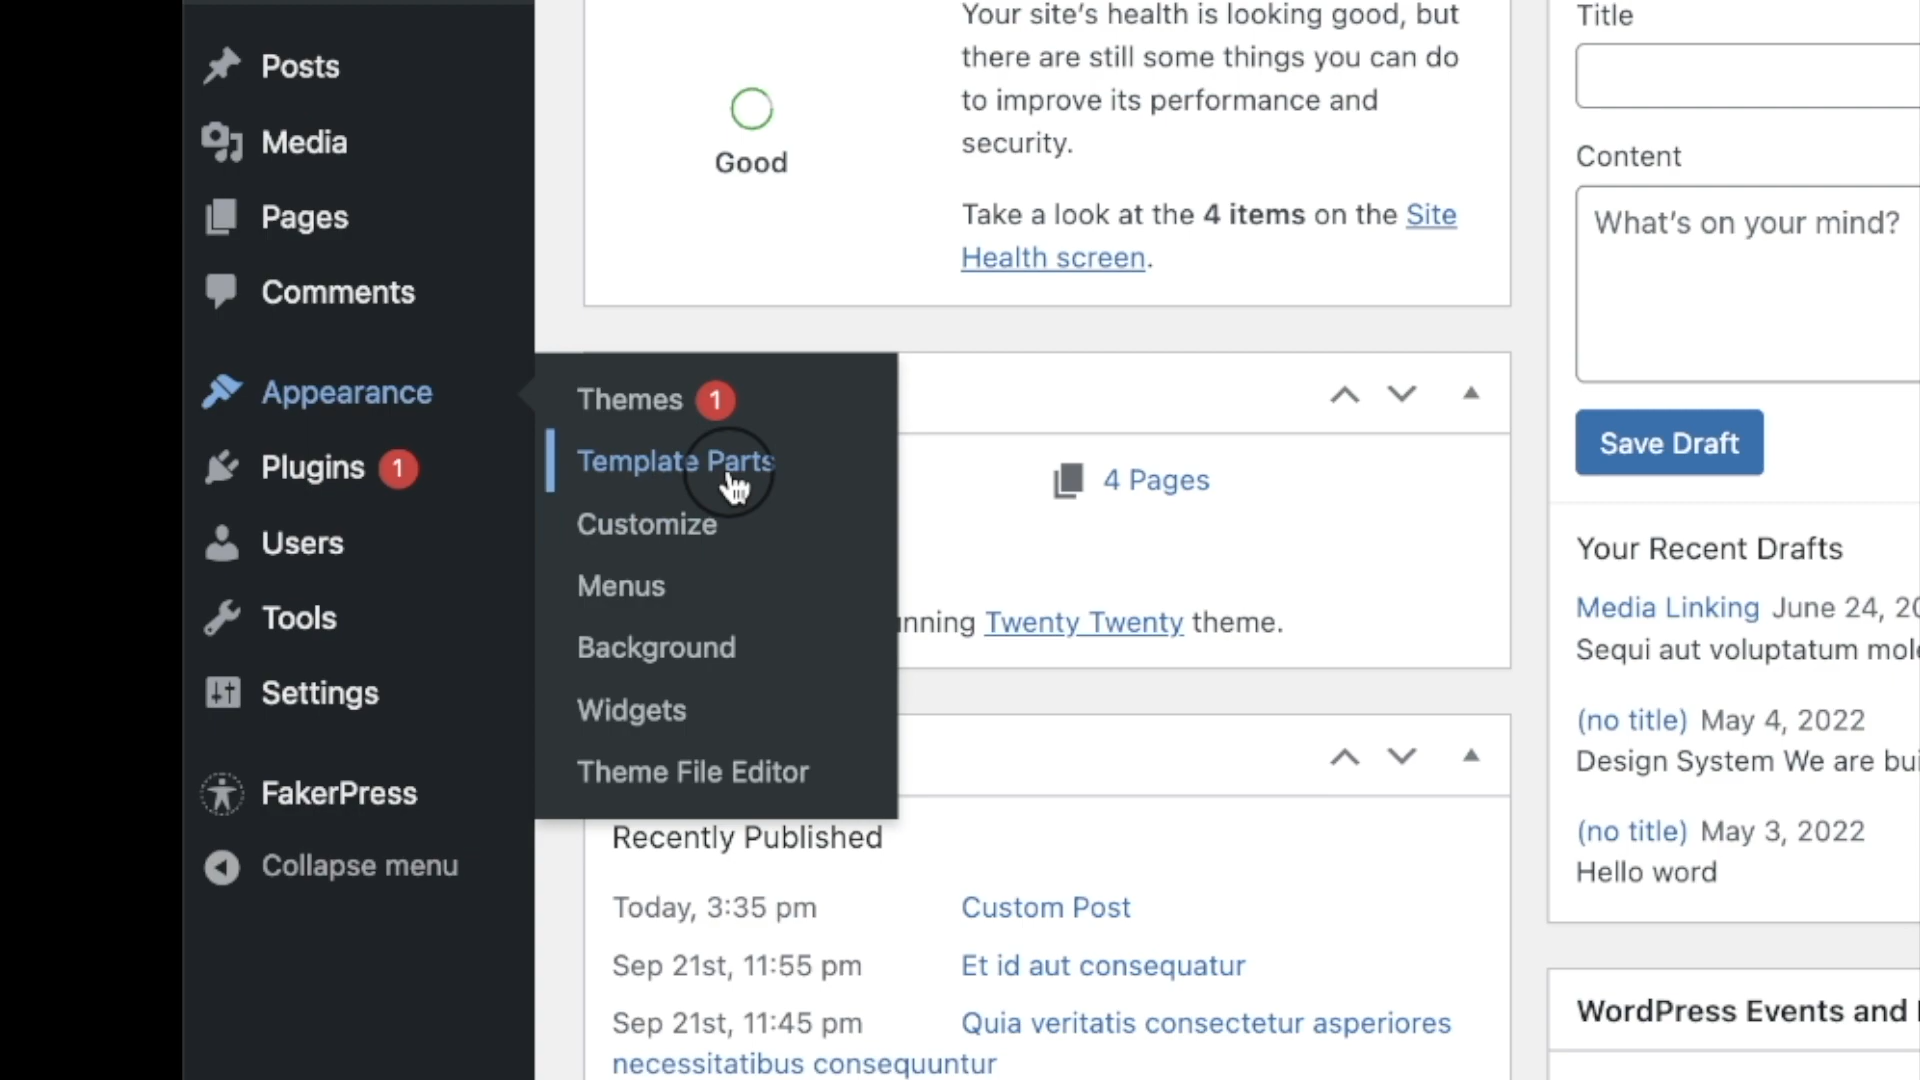 Posts
Media
Pages
Comments
Appearance
Plugins 1
Users
Tools
Settings
FakerPress
Collapse menu
Themes 1
Template Parts
Customize
Menus
Background
Widgets
Theme File Editor
Good
Your site's health is looking good, but
there are still some things you can do
to improve its performance and
security.
Take a look at the 4 items on the Site
Health screen.
4 Pages
Twenty Twenty theme.
Recently Published
Today, 3:35 pm Custom Post
Sep 21st, 11:55 pm Et id aut consequatur
Sep 21st, 11:45 pm Quia veritatis consectetur asperiores
necessitatibus consequuntur
Title
Content
What's on your mind?
Save Draft
Your Recent Drafts
Media Linking June 24,
Sequi aut voluptatum
(no title) May 4, 2022
Design System We are
(no title) May 3, 2022
Hello word
WordPress Events and